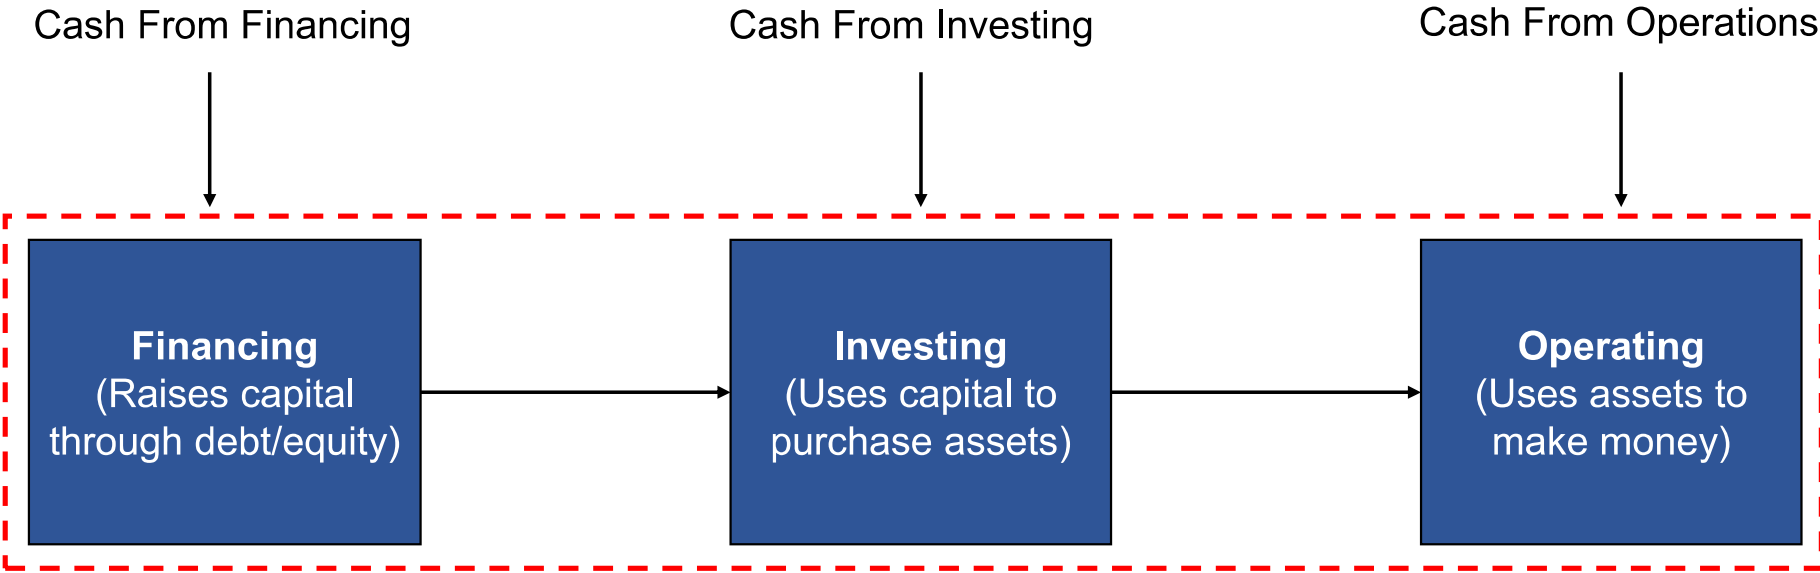 Cash From Financing
Cash From Investing
Cash From Operations
Financing
(Raises capital
through debt/equity)
Investing
(Uses capital to
purchase assets)
Operating
(Uses assets to
make money)